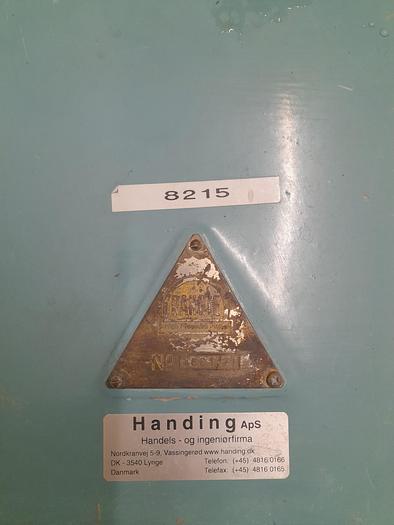 8215
Handing ApS
Handels - og ingeniørfirma
Nordkranvej 5-9, Vassingerød www.handing.dk
DK - 3540 Lynge Telefon: (+45) 4816 0166
Danmark Telefax: (+45) 4816 0165